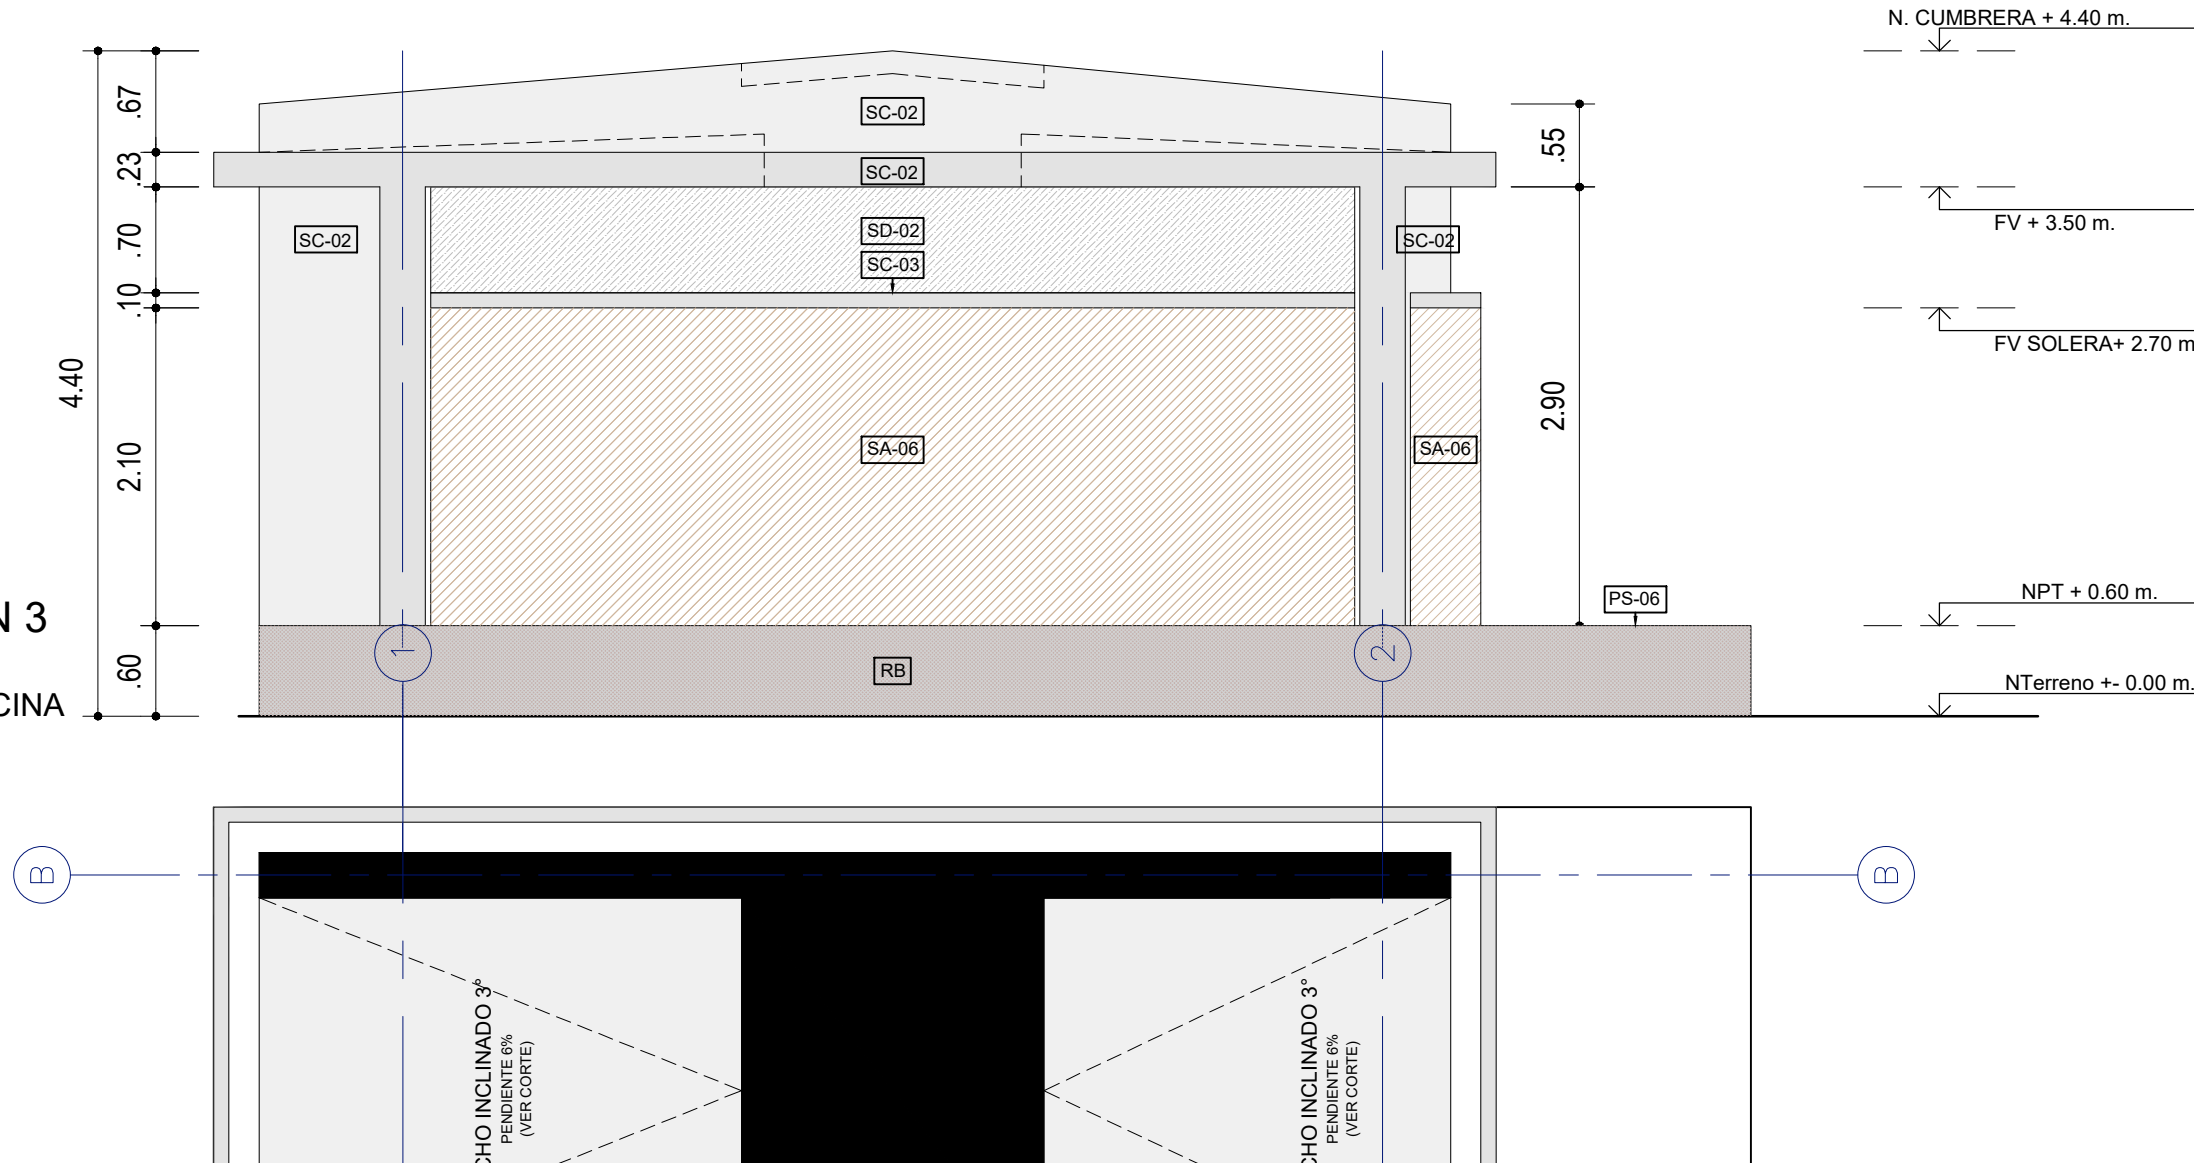 N. CUMBRERA + 4.40 m.
.67
SC-02
.55
.23
SC-02
FV + 3.50 m.
.70
SC-02
SD-02
SC-02
SC-03
.10
FV SOLERA+ 2.70 m
4.40
2.10
SA-06
SA-06
2.90
N 3
PS-06
NPT + 0.60 m.
1
2
.60
RB
CINA
NTerreno +- 0.00 m.
B
B
CHO INCLINADO 3°
PENDIENTE 6%
(VER CORTE)
CHO INCLINADO 3°
PENDIENTE 6%
(VER CORTE)